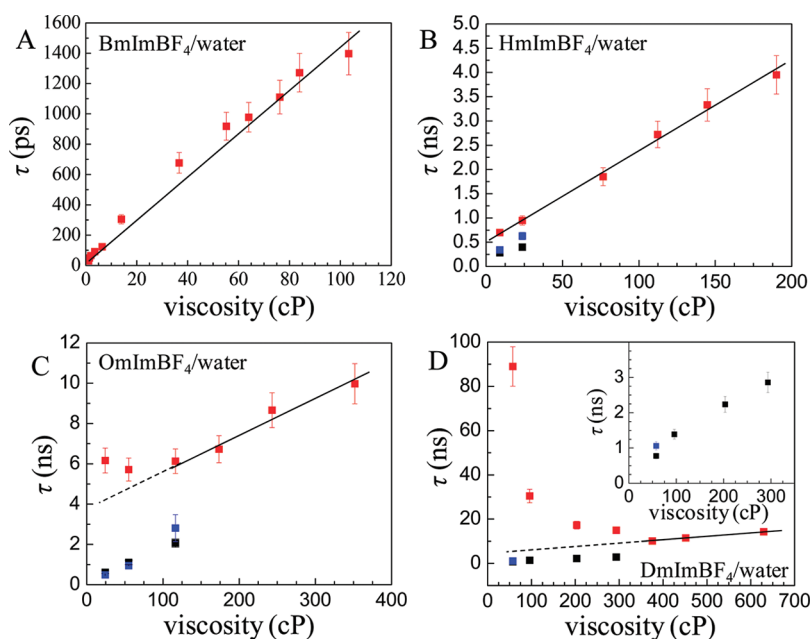 A
BmImBF4/water
1600
1400
1200
1000
800
600
400
200
0
τ (ps)
0 20 40 60 80 100 120
viscosity (cP)
B
HmImBF4/water
5.0
4.5
4.0
3.5
3.0
2.5
2.0
1.5
1.0
0.5
0.0
τ (ns)
0 50 100 150 200
viscosity (cP)
C
OmImBF4/water
12
10
8
6
4
2
0
τ (ns)
0 100 200 300 400
viscosity (cP)
D
100
80
60
40
20
0
τ (ns)
3
2
1
0
τ (ns)
0 100 200 300
viscosity (cP)
DmImBF4/water
0 100 200 300 400 500 600 700
viscosity (cP)